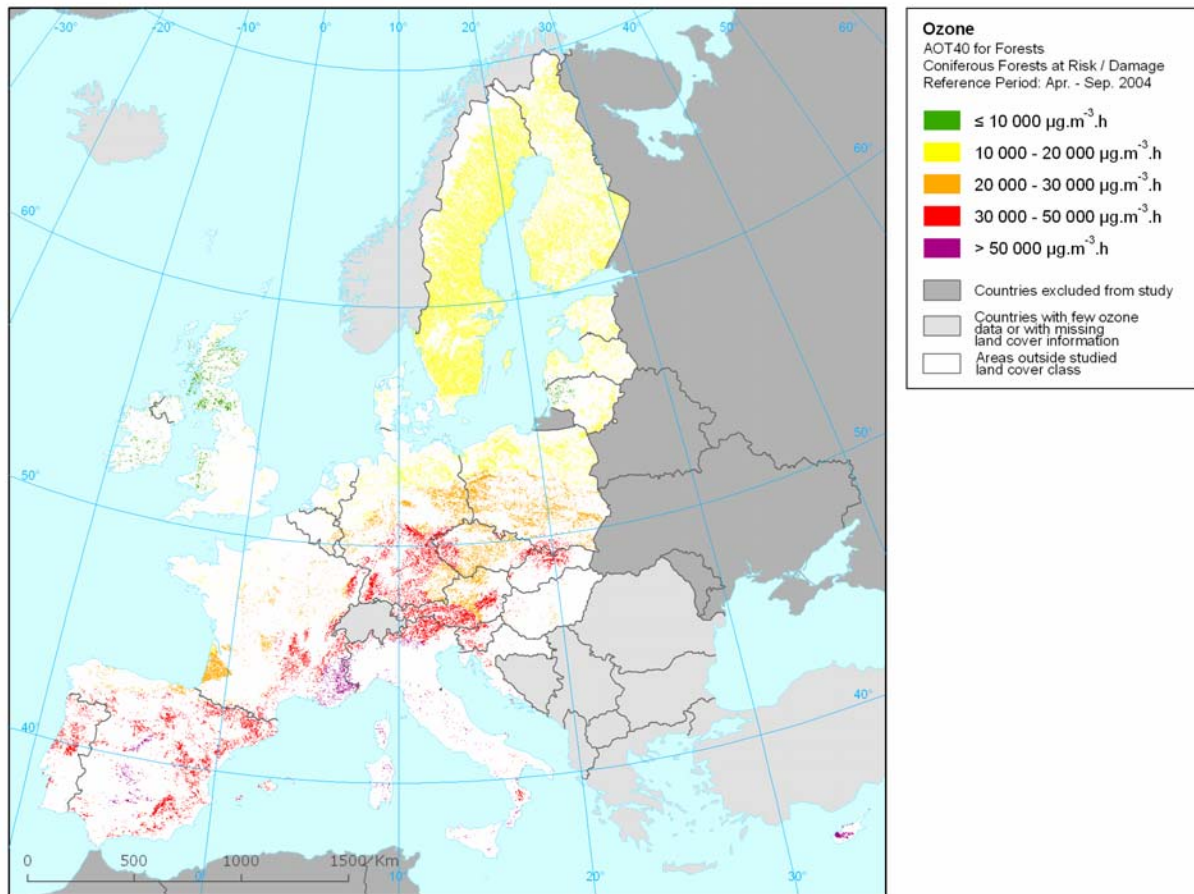 -30°
-20°
-10°
0°
10°
20°
30°
40°
50°
60°
60°
60°
50°
50°
40°
40°
0 500 1000 1500 Km
0°
10°
20°
30°
Ozone
AOT40 for Forests
Coniferous Forests at Risk / Damage
Reference Period: Apr. - Sep. 2004
≤ 10 000 µg.m⁻³.h
10 000 - 20 000 µg.m⁻³.h
20 000 - 30 000 µg.m⁻³.h
30 000 - 50 000 µg.m⁻³.h
> 50 000 µg.m⁻³.h
Countries excluded from study
Countries with few ozone
data or with missing
land cover information
Areas outside studied
land cover class